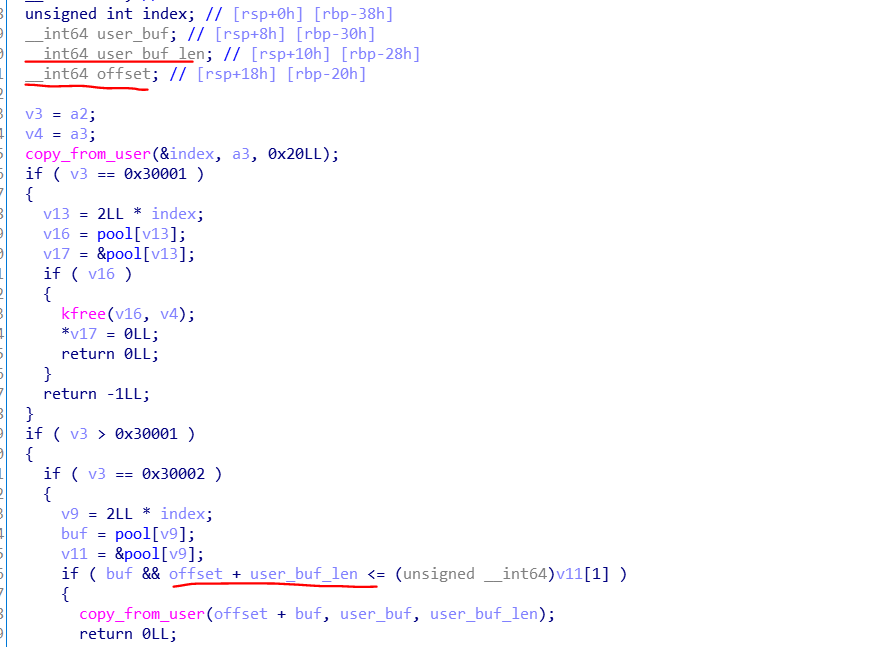 unsigned int index; // [rsp+0h] [rbp-38h]
__int64 user_buf; // [rsp+8h] [rbp-30h]
__int64 user_buf_len; // [rsp+10h] [rbp-28h]
__int64 offset; // [rsp+18h] [rbp-20h]
v3 = a2;
v4 = a3;
copy_from_user(&index, a3, 0x20LL);
if ( v3 == 0x30001 )
{
v13 = 2LL * index;
v16 = pool[v13];
v17 = &pool[v13];
if ( v16 )
{
kfree(v16, v4);
*v17 = 0LL;
return 0LL;
}
return -1LL;
}
if ( v3 > 0x30001 )
{
if ( v3 == 0x30002 )
{
v9 = 2LL * index;
buf = pool[v9];
v11 = &pool[v9];
if ( buf && offset + user_buf_len <= (unsigned __int64)v11[1] )
{
copy_from_user(offset + buf, user_buf, user_buf_len);
return 0LL;